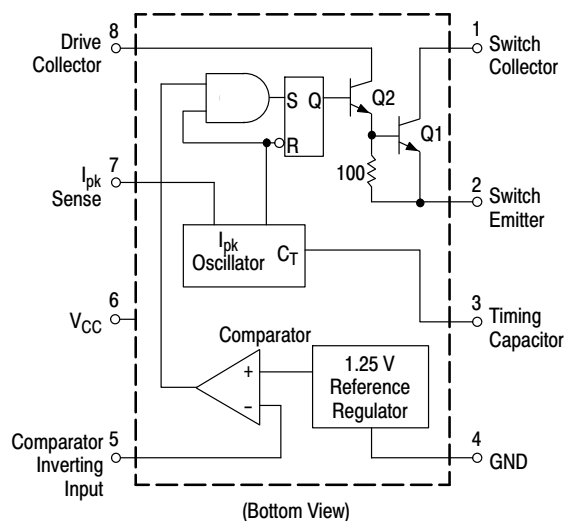 8
Drive
Collector
1
Switch
Collector
S Q
R
Q2
Q1
100
7
Ipk
Sense
2
Switch
Emitter
Ipk
Oscillator
CT
6
VCC
3
Timing
Capacitor
Comparator
+
–
1.25 V
Reference
Regulator
5
Comparator
Inverting
Input
4
GND
(Bottom View)